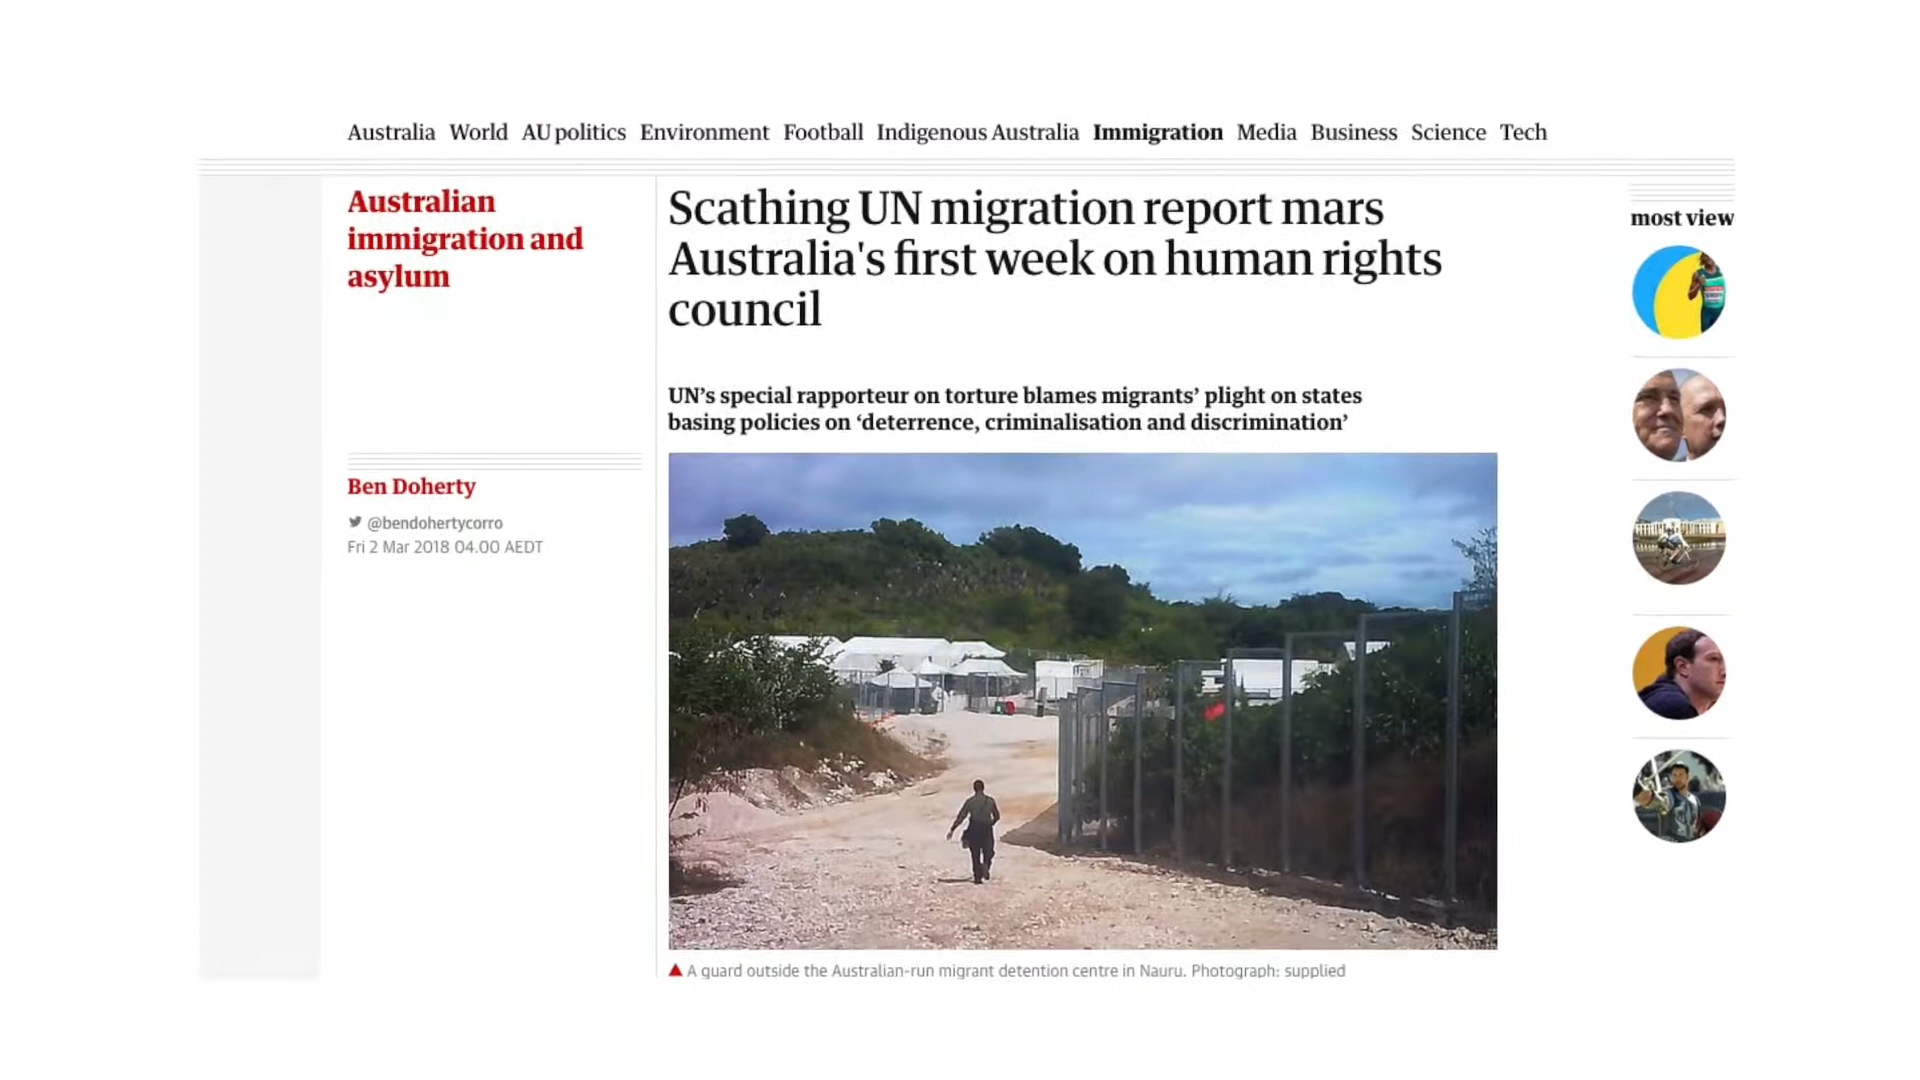 Australia World AU politics Environment Football Indigenous Australia Immigration Media Business Science Tech
Australian
immigration and
asylum
Scathing UN migration report mars
Australia's first week on human rights
council
most view
UN's special rapporteur on torture blames migrants' plight on states
basing policies on ‘deterrence, criminalisation and discrimination’
Ben Doherty
@bendohertycorro
Fri 2 Mar 2018 04.00 AEDT
A guard outside the Australian-run migrant detention centre in Nauru. Photograph: supplied